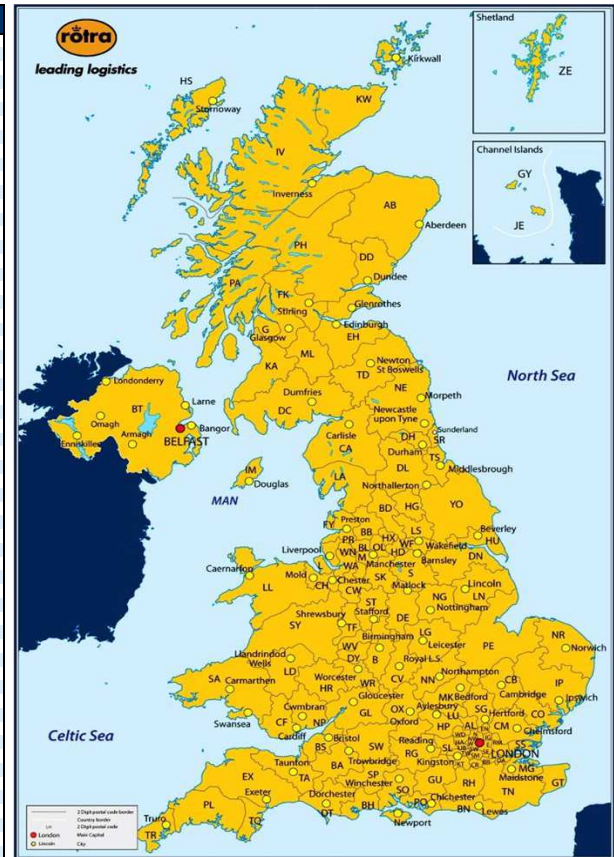 rotra
leading logistics
Shetland
ZE
Channel Islands
GY
JE
HS
Stornoway
Kirkwall
KW
IV
Inverness
AB
Aberdeen
PH
DD
Dundee
PA
FK
Stirling
Glenrothes
G
Glasgow
Edinburgh
EH
ML
KA
TD
Newton
St Boswells
NE
Morpeth
North Sea
Dumfries
DC
Londonderry
BT
Larne
Omagh
Bangor
Armagh
BELFAST
Enniskillen
Newcastle
upon Tyne
Sunderland
SR
Carlisle
CA
DH
Durham
TS
Middlesbrough
DL
Northallerton
LA
IM
Douglas
MAN
BD
HG
YO
FY
Preston
PR
BB
HX
LS
WF
Wakefield
Beverley
HU
Liverpool
L
WN
BL
OL
M
HD
Barnsley
DN
WA
Manchester
Caernarfon
LL
Mold
CH
Chester
CW
SK
S
Matlock
Lincoln
LN
NG
Nottingham
ST
Stafford
DE
Shrewsbury
SY
TF
WV
Birmingham
LG
Leicester
PE
NR
Norwich
Llandrindod
Wells
LD
DY
B
Royal L.S.
CV
NN
Northampton
CB
Cambridge
IP
Ipswich
SA
Carmarthen
HR
Worcester
WR
Gloucester
GL
MK
Bedford
Swansea
Cwmbran
NP
CF
Cardiff
Oxford
OX
Aylesbury
LU
HP
SG
Hertford
AL
CM
CO
Chelmsford
Celtic Sea
Bristol
BS
SW
BA
Trowbridge
Reading
RG
SL
Kingston
LONDON
SS
MG
Maidstone
Taunton
TA
SP
Winchester
SO
GU
RH
TN
GT
EX
Exeter
Dorchester
DT
BH
PO
Chichester
BN
Lewes
Newport
PL
TQ
Truro
TR
2 Digit postal code border
Country border
LN
2 Digit postal code
London
Main Capital
Lincoln
City